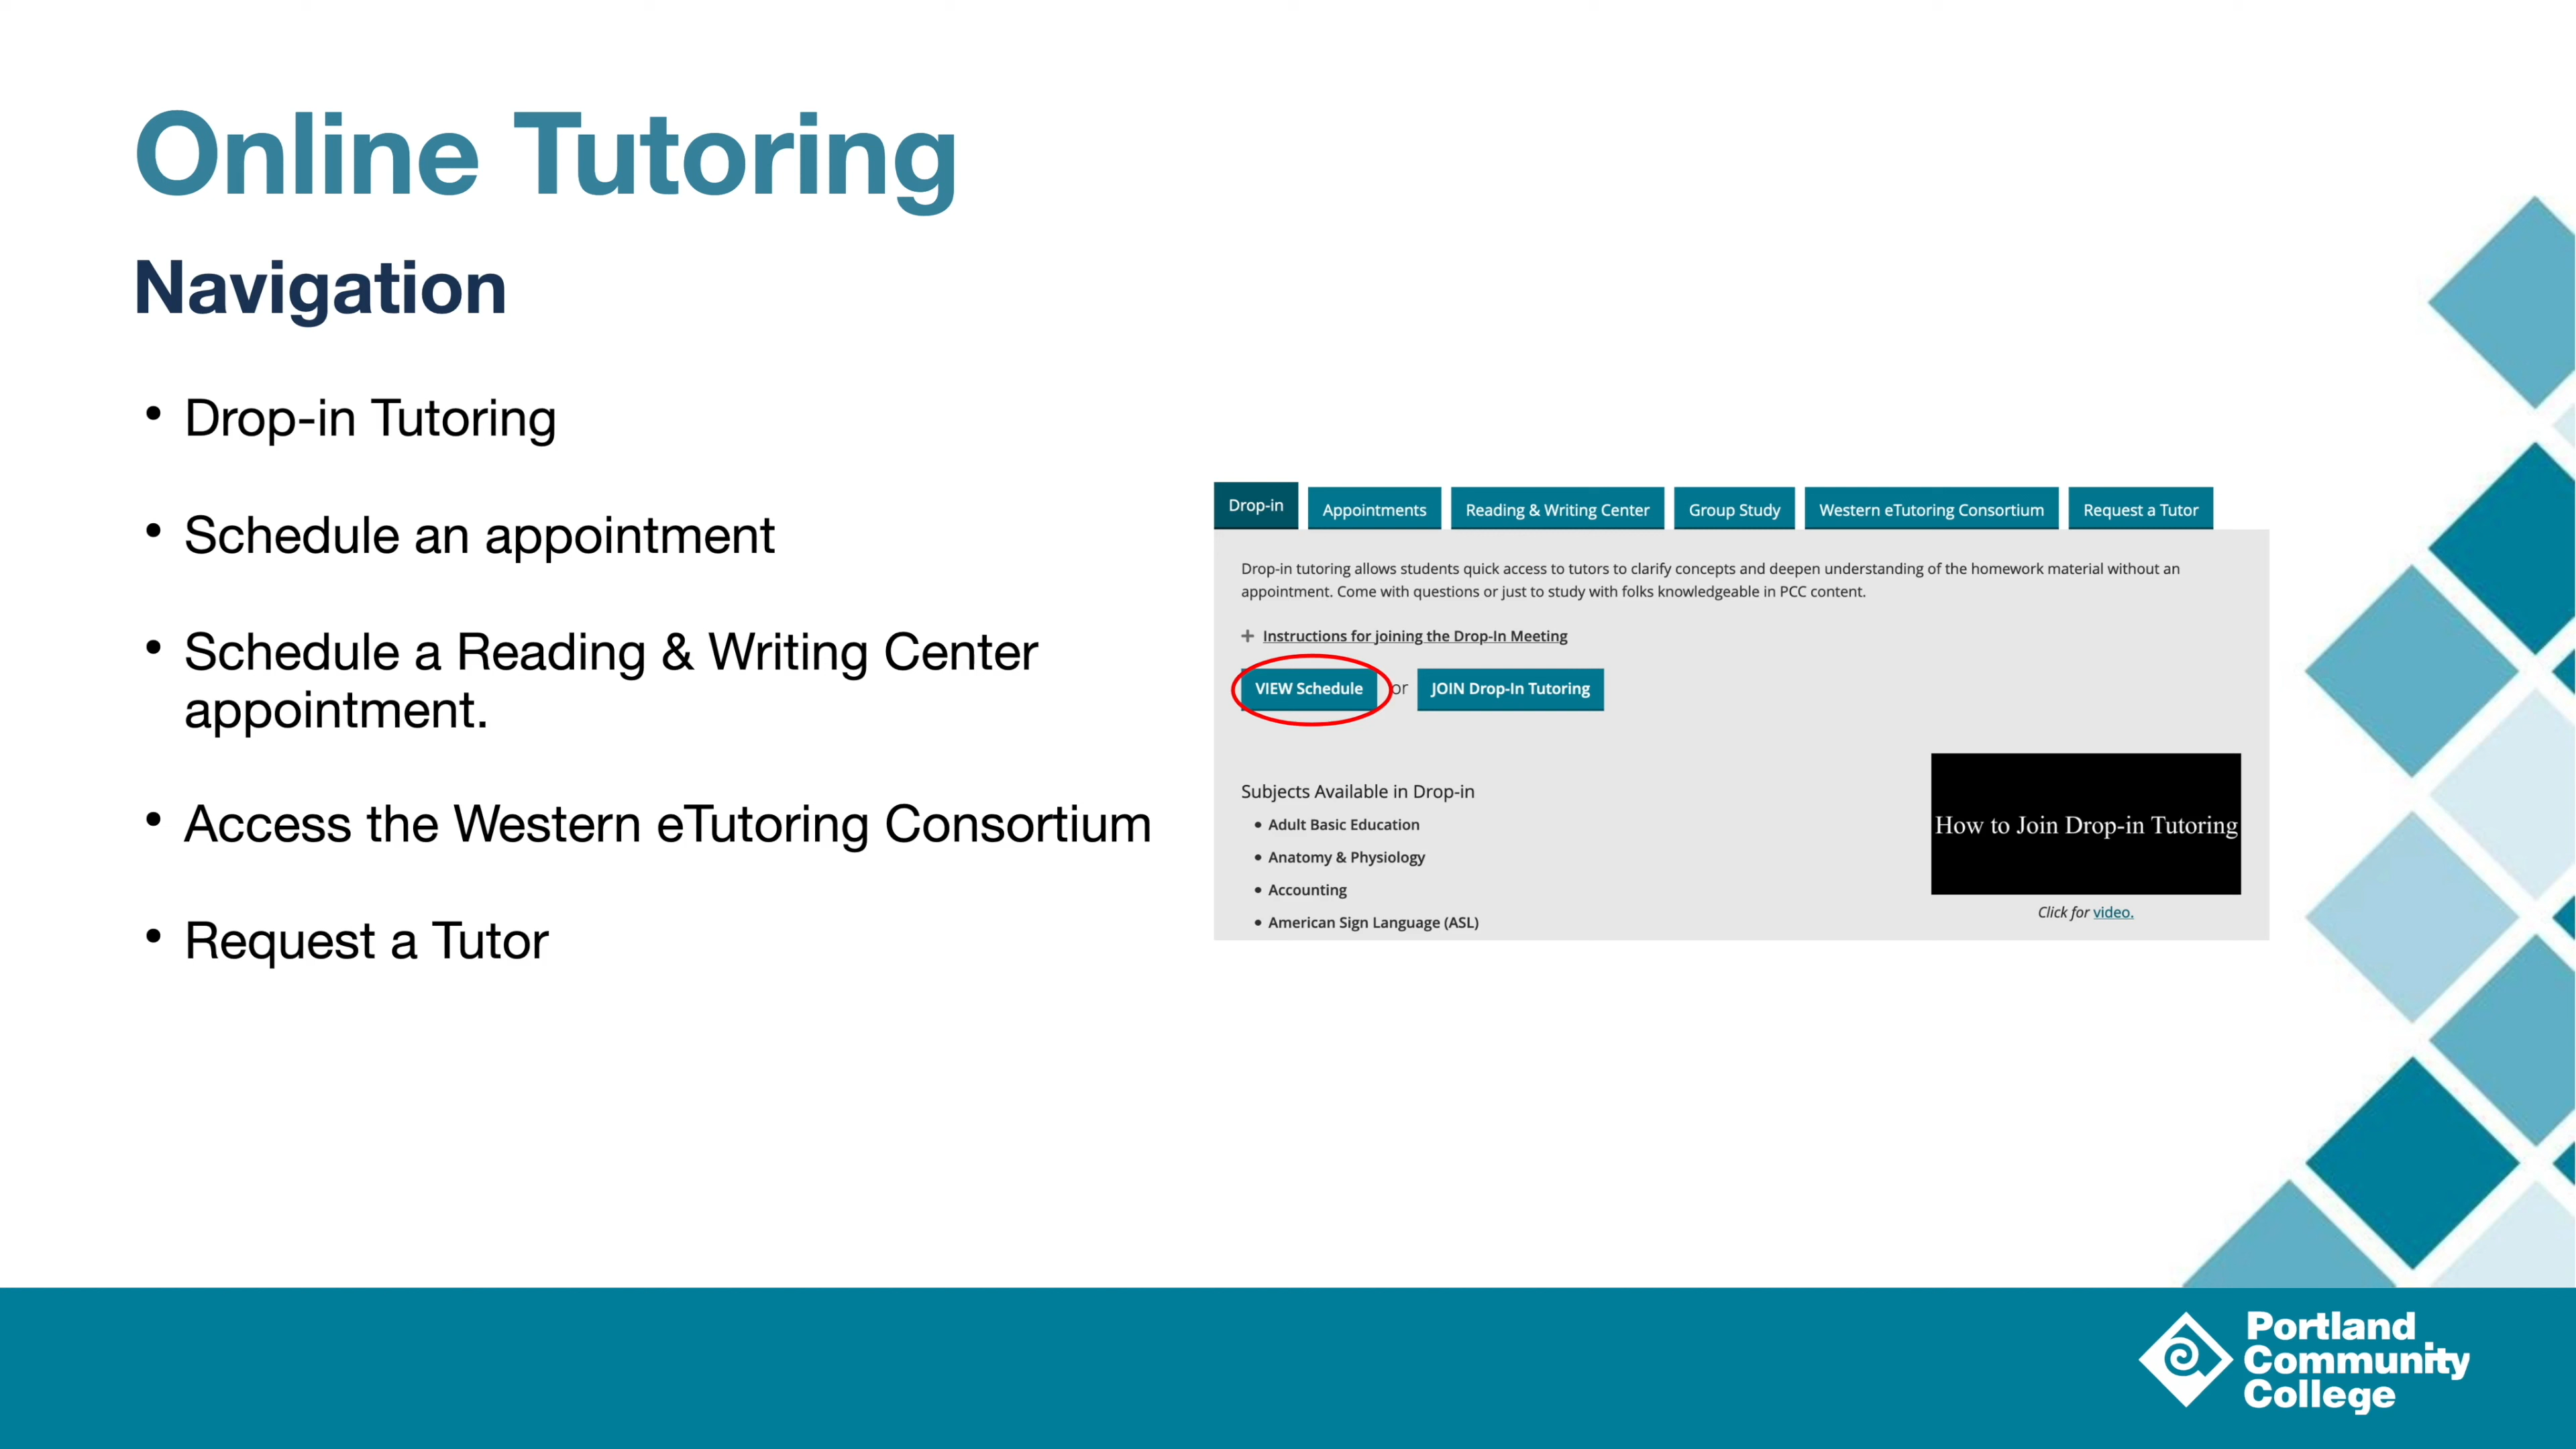 Online Tutoring
Navigation
• Drop-in Tutoring
• Schedule an appointment
• Schedule a Reading & Writing Center
appointment.
• Access the Western eTutoring Consortium
• Request a Tutor
Drop-in Appointments Reading & Writing Center Group Study Western eTutoring Consortium Request a Tutor
Drop-in tutoring allows students quick access to tutors to clarify concepts and deepen understanding of the homework material without an
appointment. Come with questions or just to study with folks knowledgeable in PCC content.
+ Instructions for joining the Drop-In Meeting
VIEW Schedule or JOIN Drop-In Tutoring
Subjects Available in Drop-in
• Adult Basic Education
• Anatomy & Physiology
• Accounting
• American Sign Language (ASL)
How to Join Drop-in Tutoring
Click for video.
Portland
Community
College